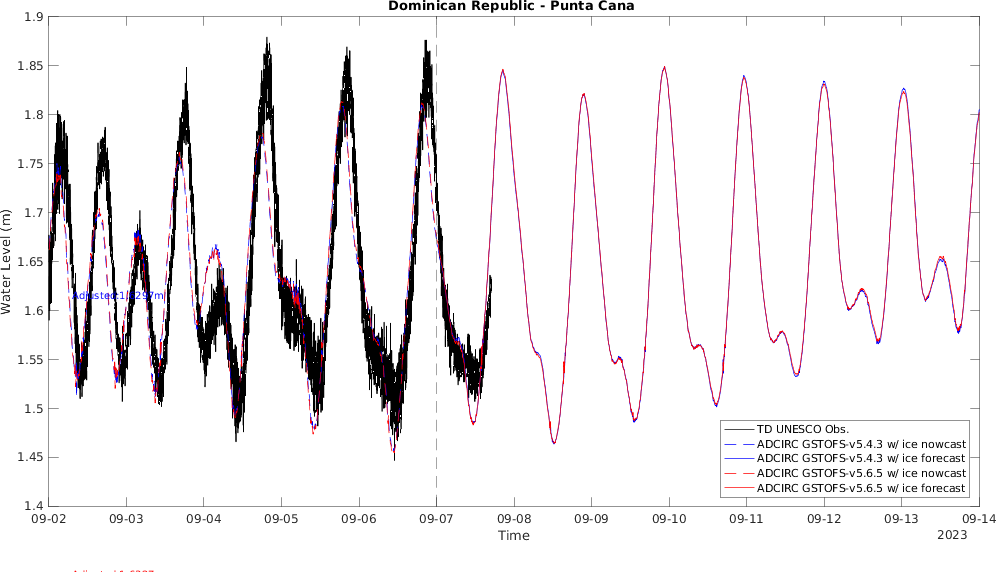 Dominican Republic - Punta Cana
1.9
1.85
1.8
1.75
1.7
1.65
1.6
1.55
1.5
1.45
1.4
Water Level (m)
TD UNESCO Obs.
ADCIRC GSTOFS-v5.4.3 w/ ice nowcast
ADCIRC GSTOFS-v5.4.3 w/ ice forecast
ADCIRC GSTOFS-v5.6.5 w/ ice nowcast
ADCIRC GSTOFS-v5.6.5 w/ ice forecast
09-02 09-03 09-04 09-05 09-06 09-07 09-08 09-09 09-10 09-11 09-12 09-13 09-14
Time
2023